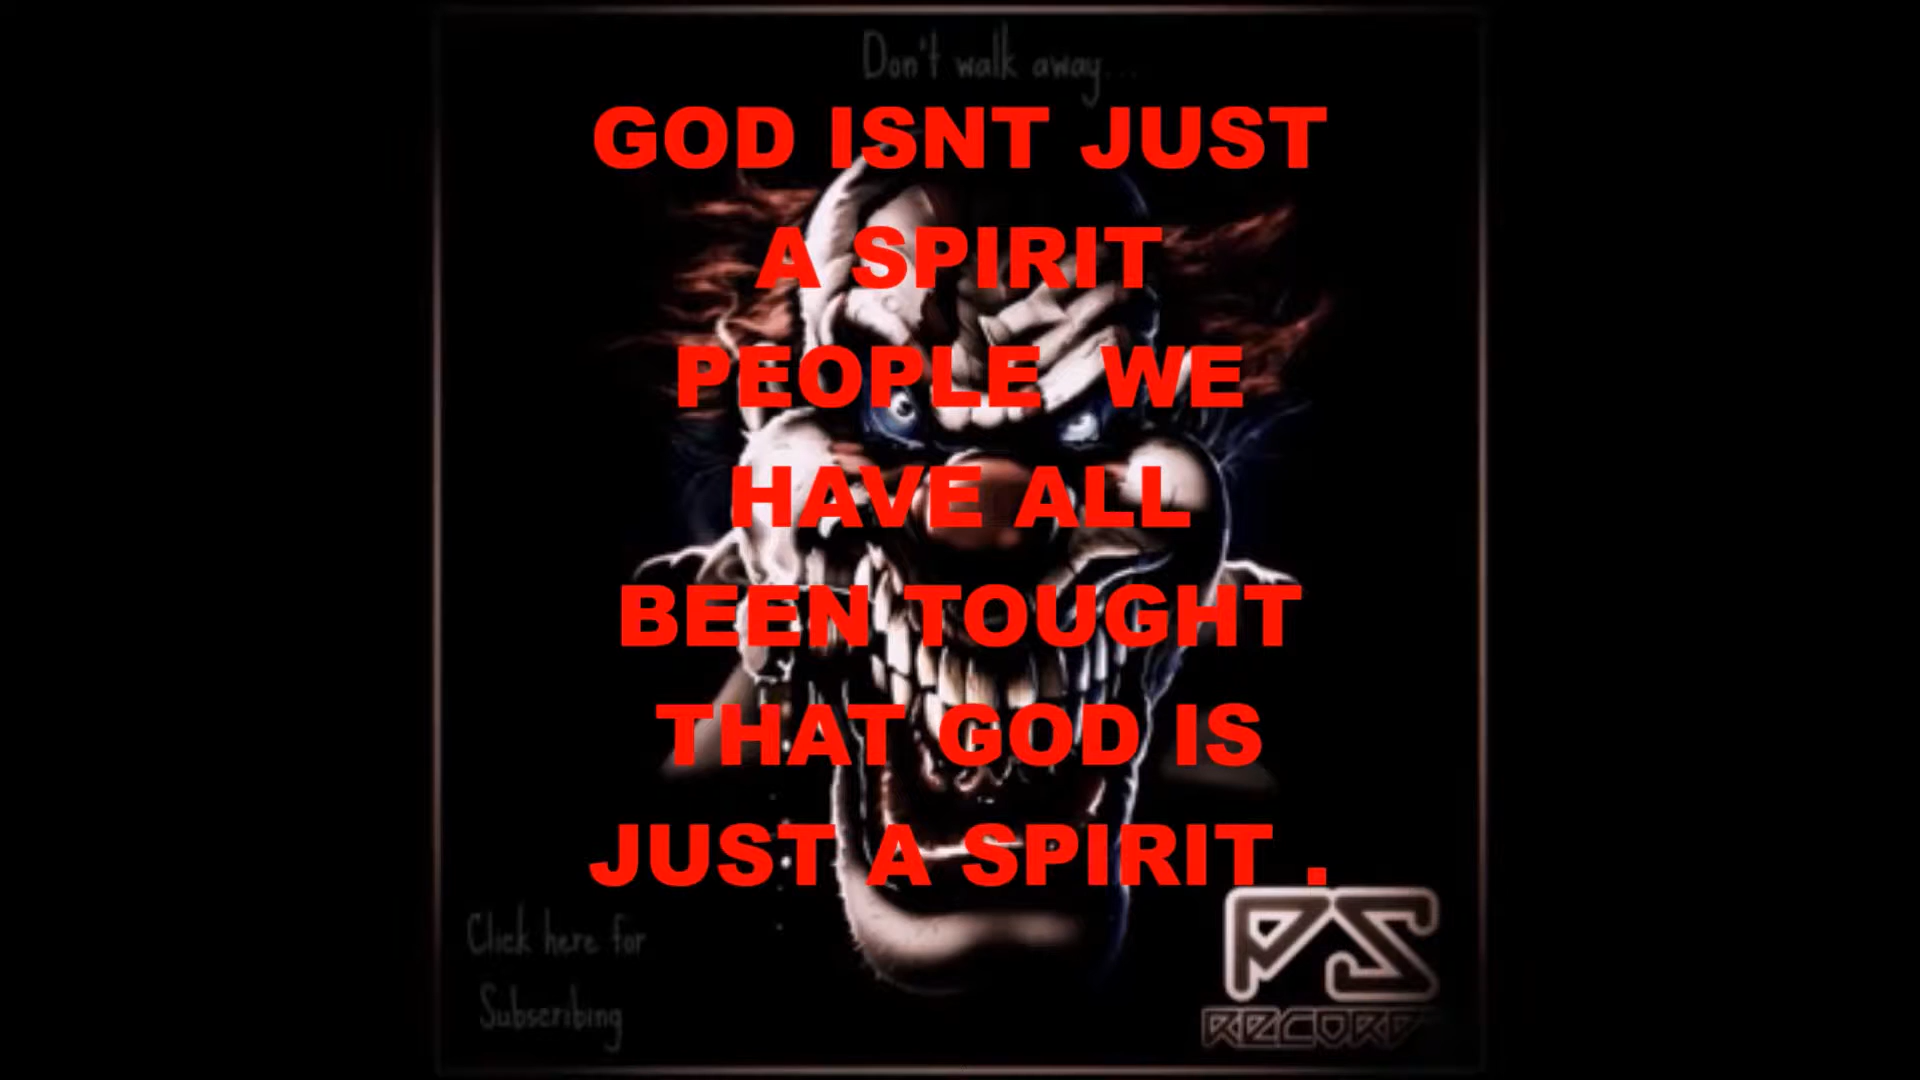 Don't walk away...
GOD ISNT JUST
A SPIRIT
PEOPLE  WE
HAVE ALL
BEEN TOUGHT
THAT GOD IS
JUST A SPIRIT .
Click here for
Subscribing
PS
RECORD